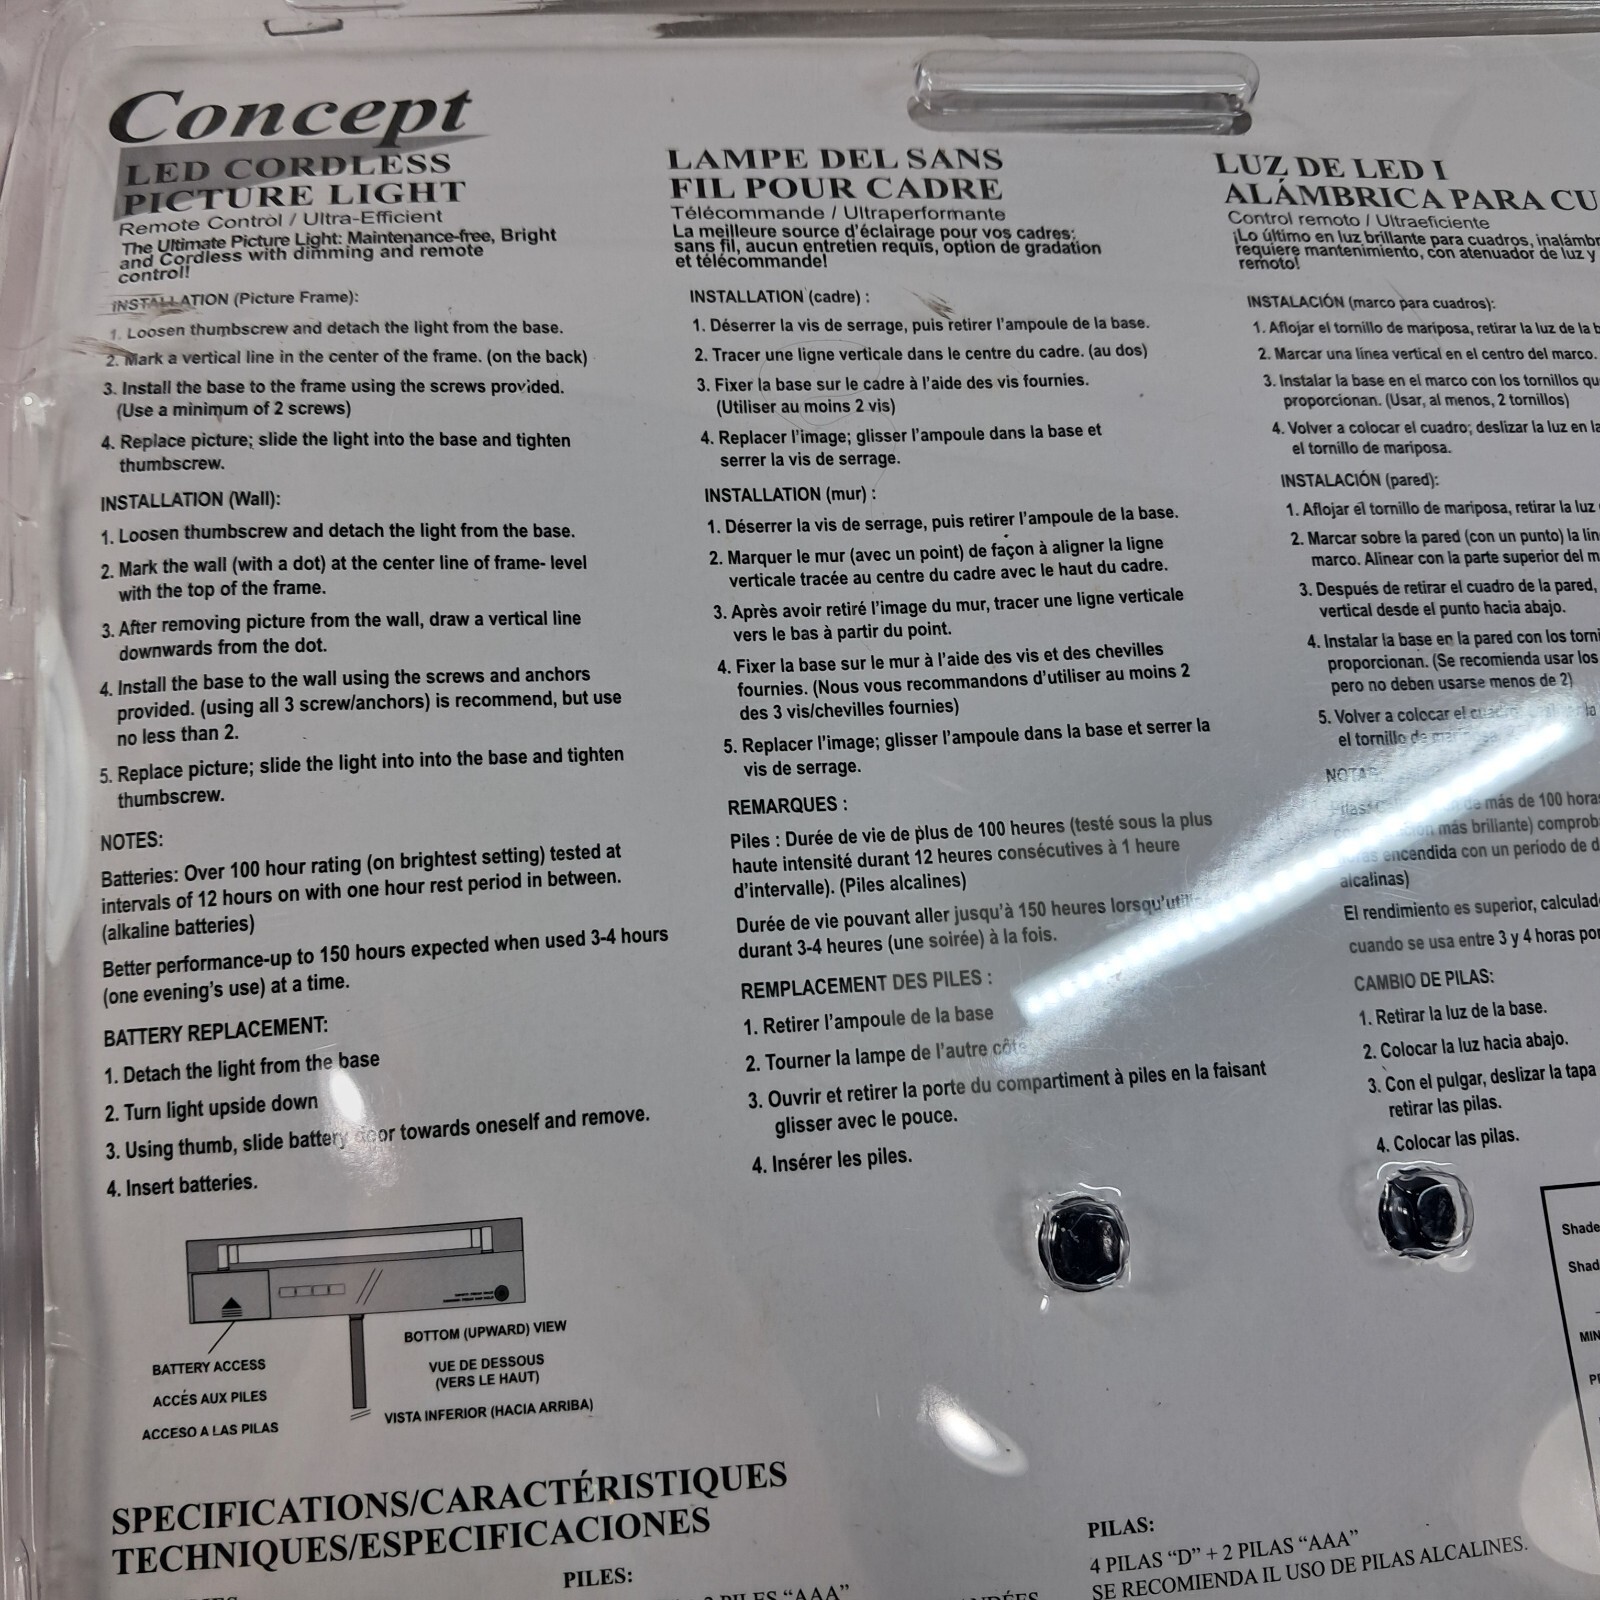 Concept
LED CORDLESS
PICTURE LIGHT
Remote Control / Ultra-Efficient
The Ultimate Picture Light: Maintenance-free, Bright
and Cordless with dimming and remote
control!
INSTALLATION (Picture Frame):
1. Loosen thumbscrew and detach the light from the base.
2. Mark a vertical line in the center of the frame. (on the back)
3. Install the base to the frame using the screws provided.
(Use a minimum of 2 screws)
4. Replace picture; slide the light into the base and tighten
thumbscrew.
INSTALLATION (Wall):
1. Loosen thumbscrew and detach the light from the base.
2. Mark the wall (with a dot) at the center line of frame- level
with the top of the frame.
3. After removing picture from the wall, draw a vertical line
downwards from the dot.
4. Install the base to the wall using the screws and anchors
provided. (using all 3 screw/anchors) is recommend, but use
no less than 2.
5. Replace picture; slide the light into into the base and tighten
thumbscrew.
NOTES:
Batteries: Over 100 hour rating (on brightest setting) tested at
intervals of 12 hours on with one hour rest period in between.
(alkaline batteries)
Better performance-up to 150 hours expected when used 3-4 hours
(one evening's use) at a time.
BATTERY REPLACEMENT:
1. Detach the light from the base
2. Turn light upside down
3. Using thumb, slide battery door towards oneself and remove.
4. Insert batteries.
BATTERY ACCESS
ACCÉS AUX PILES
ACCESO A LAS PILAS
BOTTOM (UPWARD) VIEW
VUE DE DESSOUS
(VERS LE HAUT)
VISTA INFERIOR (HACIA ARRIBA)
LAMPE DEL SANS
FIL POUR CADRE
Télécommande / Ultraperformante
La meilleure source d'éclairage pour vos cadres:
sans fil, aucun entretien requis, option de gradation
et télécommande!
INSTALLATION (cadre) :
1. Déserrer la vis de serrage, puis retirer l'ampoule de la base.
2. Tracer une ligne verticale dans le centre du cadre. (au dos)
3. Fixer la base sur le cadre à l'aide des vis fournies.
(Utiliser au moins 2 vis)
4. Replacer l'image; glisser l'ampoule dans la base et
serrer la vis de serrage.
INSTALLATION (mur) :
1. Déserrer la vis de serrage, puis retirer l'ampoule de la base.
2. Marquer le mur (avec un point) de façon à aligner la ligne
verticale tracée au centre du cadre avec le haut du cadre.
3. Après avoir retiré l'image du mur, tracer une ligne verticale
vers le bas à partir du point.
4. Fixer la base sur le mur à l'aide des vis et des chevilles
fournies. (Nous vous recommandons d'utiliser au moins 2
des 3 vis/chevilles fournies)
5. Replacer l'image; glisser l'ampoule dans la base et serrer la
vis de serrage.
REMARQUES :
Piles : Durée de vie de plus de 100 heures (testé sous la plus
haute intensité durant 12 heures consécutives à 1 heure
d'intervalle). (Piles alcalines)
Durée de vie pouvant aller jusqu'à 150 heures lorsqu'utili
durant 3-4 heures (une soirée) à la fois.
REMPLACEMENT DES PILES :
1. Retirer l'ampoule de la base
2. Tourner la lampe de l'autre côté
3. Ouvrir et retirer la porte du compartiment à piles en la faisant
glisser avec le pouce.
4. Insérer les piles.
LUZ DE LED I
ALÁMBRICA PARA CU
Control remoto / Ultraeficiente
¡Lo último en luz brillante para cuadros, inalámbr
requiere mantenimiento, con atenuador de luz y
remoto!
INSTALACIÓN (marco para cuadros):
1. Aflojar el tornillo de mariposa, retirar la luz de la b
2. Marcar una línea vertical en el centro del marco.
3. Instalar la base en el marco con los tornillos qu
proporcionan. (Usar, al menos, 2 tornillos)
4. Volver a colocar el cuadro; deslizar la luz en la
el tornillo de mariposa.
INSTALACIÓN (pared):
1. Aflojar el tornillo de mariposa, retirar la luz
2. Marcar sobre la pared (con un punto) la lín
marco. Alinear con la parte superior del m
3. Después de retirar el cuadro de la pared,
vertical desde el punto hacia abajo.
4. Instalar la base en la pared con los torni
proporcionan. (Se recomienda usar los
pero no deben usarse menos de 2)
5. Volver a colocar el la
el tornillo de
NOTAS
de más de 100 horas
más brillante) comprob
encendida con un periodo de d
alcalinas)
El rendimiento es superior, calculad
cuando se usa entre 3 y 4 horas por
CAMBIO DE PILAS:
1. Retirar la luz de la base.
2. Colocar la luz hacia abajo.
3. Con el pulgar, deslizar la tapa
retirar las pilas.
4. Colocar las pilas.
Shade
Shad
MIN
SPECIFICATIONS/CARACTÉRISTIQUES
TECHNIQUES/ESPECIFICACIONES
PILES:
2 PILES "AAA"
PILAS:
4 PILAS "D" + 2 PILAS "AAA"
SE RECOMIENDA IL USO DE PILAS ALCALINES.